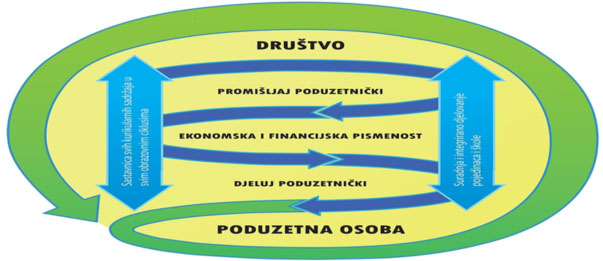 DRUŠTVO
Sastavnica svih kurikularnih sadržaja u
svim obrazovnim ciklusima
PROMIŠLJAJ PODUZETNIČKI
EKONOMSKA I FINANCIJSKA PISMENOST
DJELUJ PODUZETNIČKI
Suradnja i integrirano djelovanje
pojedinaca i škole
PODUZETNA OSOBA